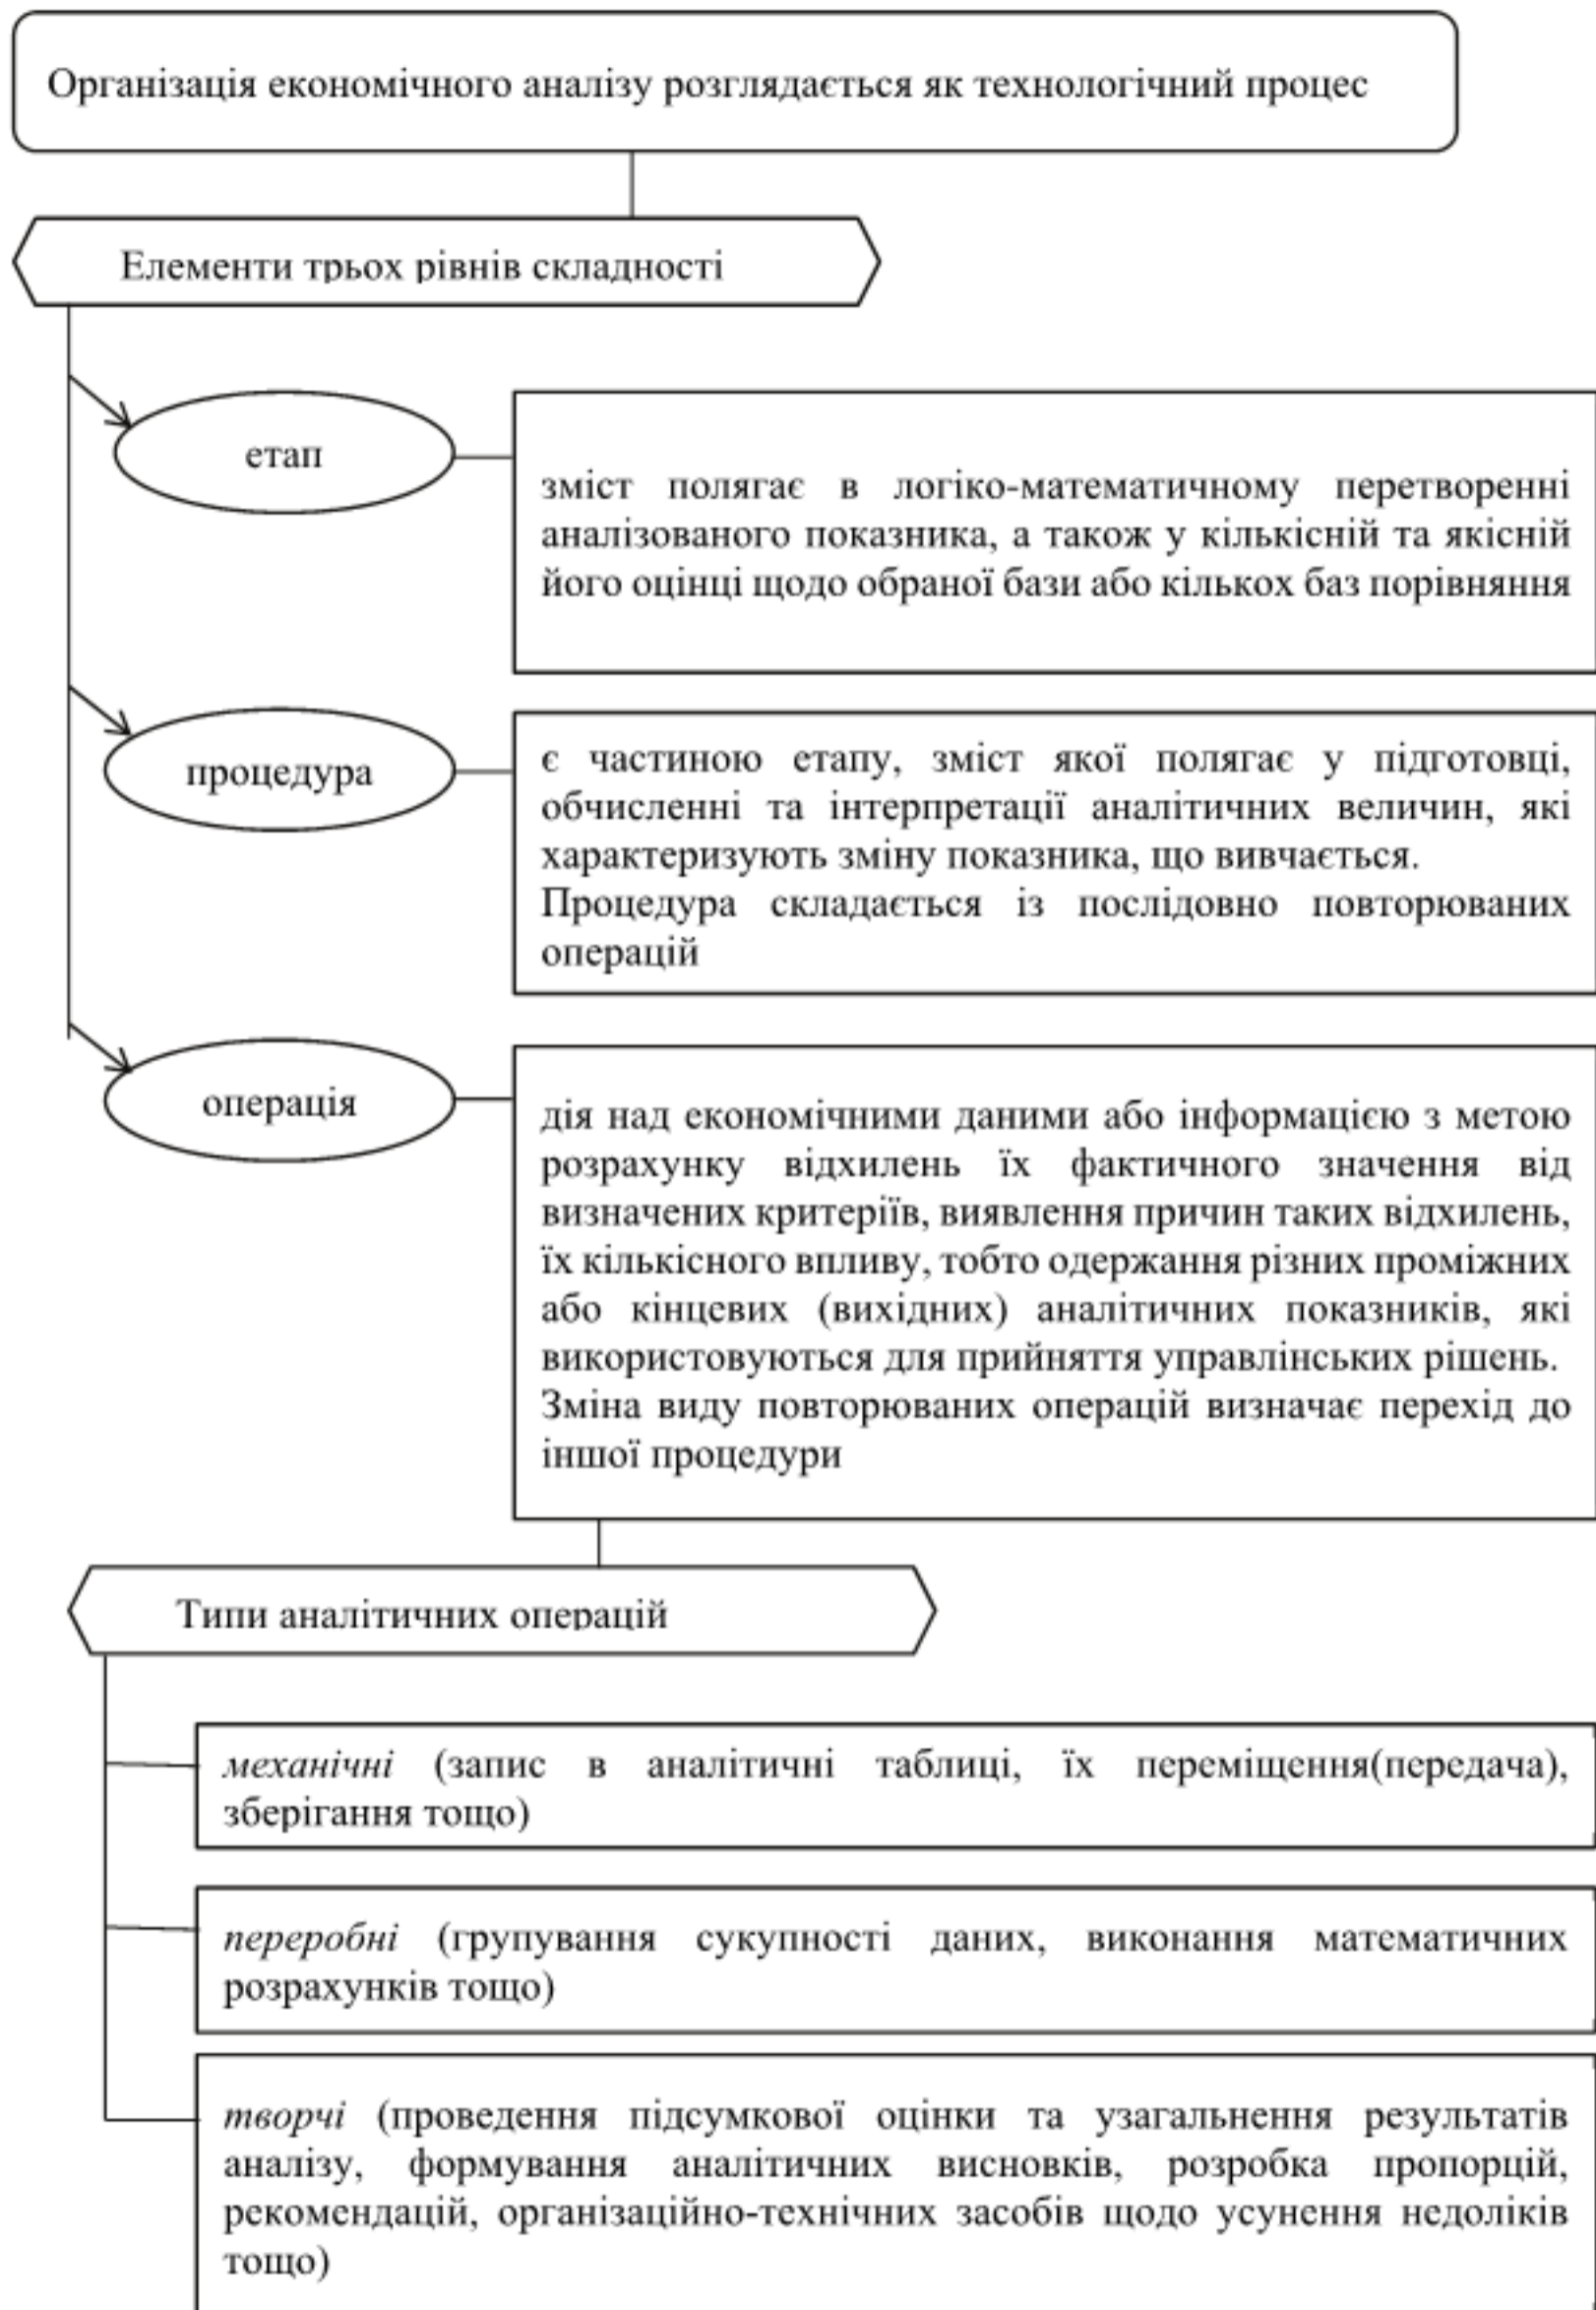 Організація економічного аналізу розглядається як технологічний процес
Елементи трьох рівнів складності
етап
зміст полягає в логіко-математичному перетворенні
аналізованого показника, а також у кількісній та якісній
його оцінці щодо обраної бази або кількох баз порівняння
процедура
є частиною етапу, зміст якої полягає у підготовці,
обчисленні та інтерпретації аналітичних величин, які
характеризують зміну показника, що вивчається.
Процедура складається із послідовно повторюваних
операцій
операція
дія над економічними даними або інформацією з метою
розрахунку відхилень їх фактичного значення від
визначених критеріїв, виявлення причин таких відхилень,
їх кількісного впливу, тобто одержання різних проміжних
або кінцевих (вихідних) аналітичних показників, які
використовуються для прийняття управлінських рішень.
Зміна виду повторюваних операцій визначає перехід до
іншої процедури
Типи аналітичних операцій
механічні (запис в аналітичні таблиці, їх переміщення(передача),
зберігання тощо)
переробні (групування сукупності даних, виконання математичних
розрахунків тощо)
творчі (проведення підсумкової оцінки та узагальнення результатів
аналізу, формування аналітичних висновків, розробка пропорцій,
рекомендацій, організаційно-технічних засобів щодо усунення недоліків
тощо)